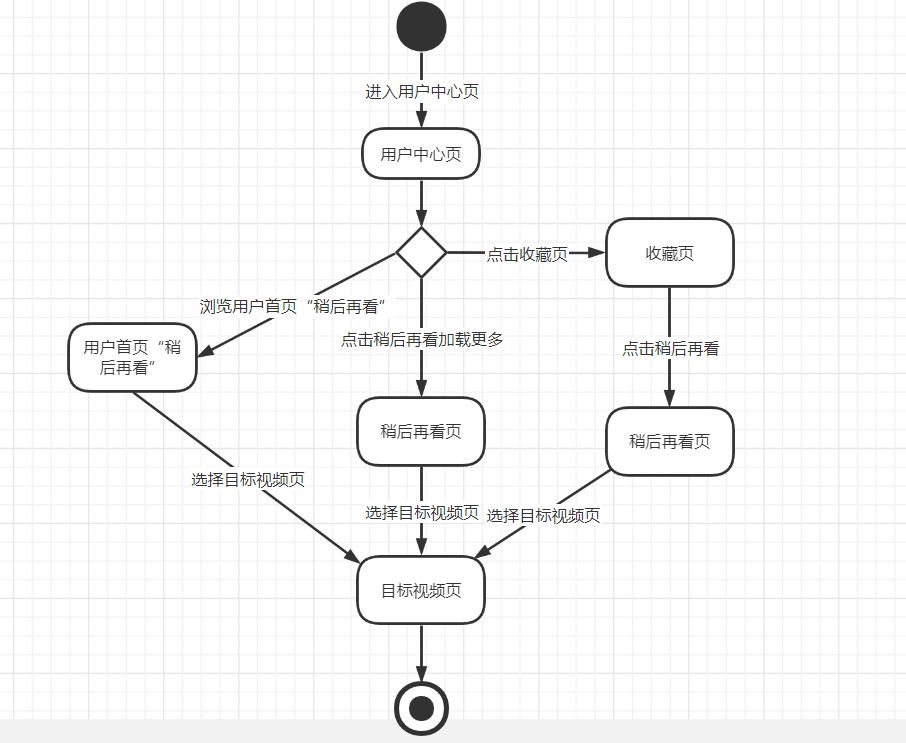 进入用户中心页
用户中心页
点击收藏页
收藏页
浏览用户首页“稍后再看”
点击稍后再看加载更多
点击稍后再看
用户首页“稍
后再看”
稍后再看页
稍后再看页
选择目标视频页
选择目标视频页
选择目标视频页
目标视频页